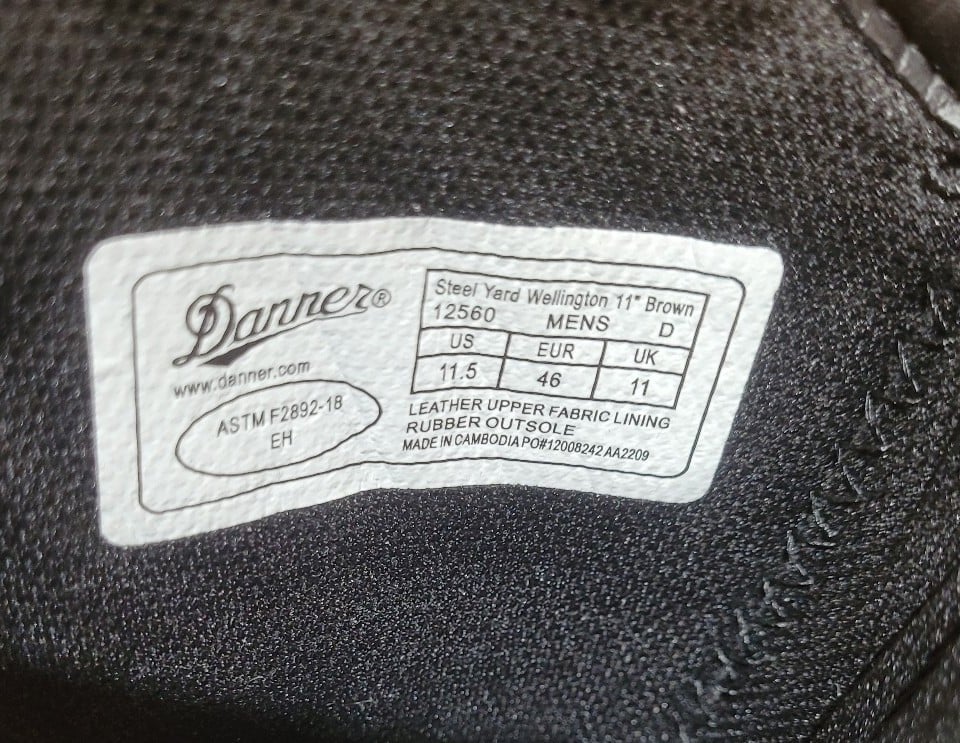 Danner®
www.danner.com
ASTM F2892-18
EH
Steel Yard Wellington 11" Brown
12560 MENS D
US EUR UK
11.5 46 11
LEATHER UPPER FABRIC LINING
RUBBER OUTSOLE
MADE IN CAMBODIA PO#12008242 AA2209